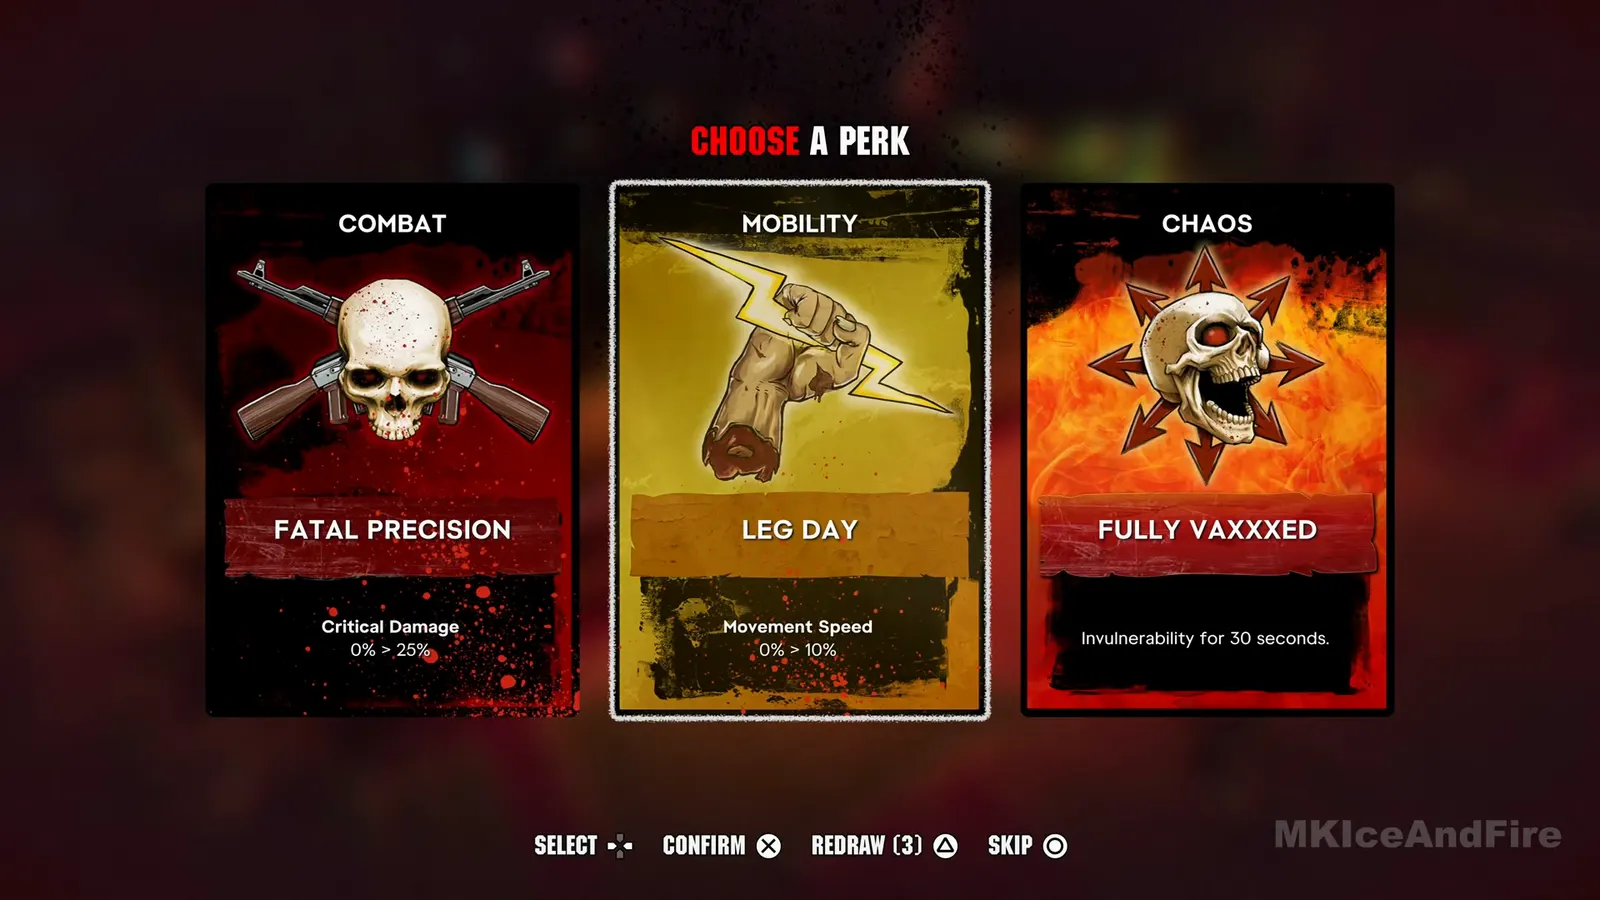 CHOOSE A PERK
COMBAT
FATAL PRECISION
Critical Damage
0% > 25%
MOBILITY
LEG DAY
Movement Speed
0% > 10%
CHAOS
FULLY VAXXXED
Invulnerability for 30 seconds.
SELECT CONFIRM REDRAW (3) SKIP
MKIceAndFire